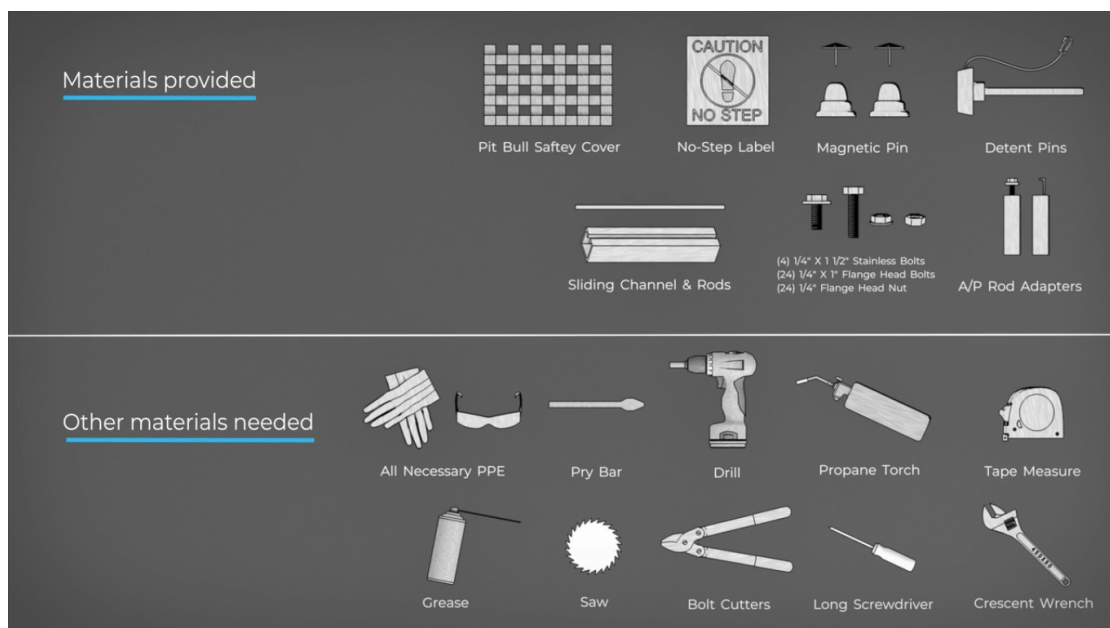 Materials provided
CAUTION
NO STEP
Pit Bull Saftey Cover
No-Step Label
Magnetic Pin
Detent Pins
Sliding Channel & Rods
(4) 1/4" X 1 1/2" Stainless Bolts
(24) 1/4" X 1" Flange Head Bolts
(24) 1/4" Flange Head Nut
A/P Rod Adapters
Other materials needed
All Necessary PPE
Pry Bar
Drill
Propane Torch
Tape Measure
Grease
Saw
Bolt Cutters
Long Screwdriver
Crescent Wrench